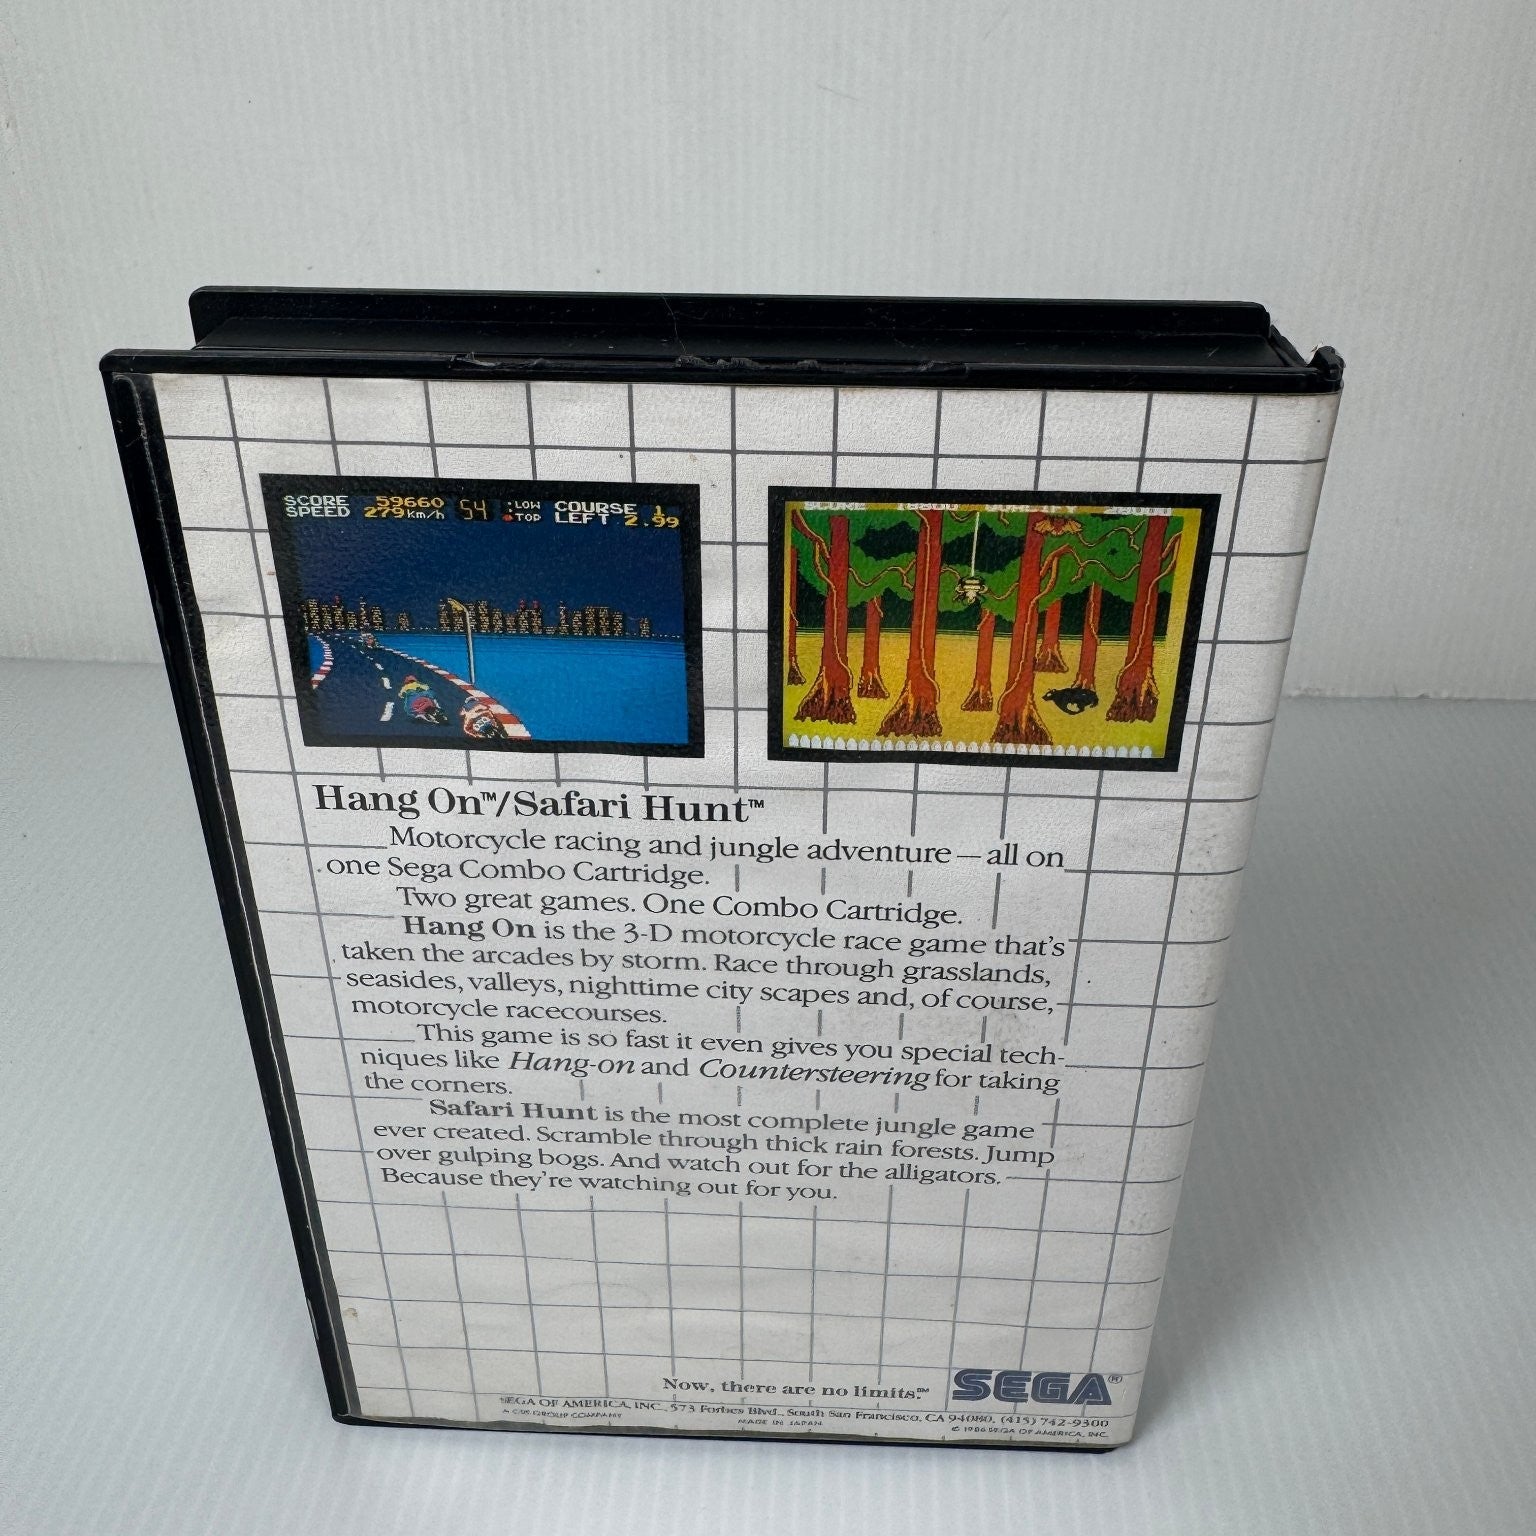 SCORE 59660 54 :LOW COURSE 1
SPEED 279km/h TOP LEFT 2.99
Hang On™/Safari Hunt™
Motorcycle racing and jungle adventure — all on
one Sega Combo Cartridge.
Two great games. One Combo Cartridge.
Hang On is the 3-D motorcycle race game that's
taken the arcades by storm. Race through grasslands,
seasides, valleys, nighttime city scapes and, of course,
motorcycle racecourses.
This game is so fast it even gives you special tech-
niques like Hang-on and Countersteering for taking
the corners.
Safari Hunt is the most complete jungle game
ever created. Scramble through thick rain forests. Jump
over gulping bogs. And watch out for the alligators.
Because they're watching out for you.
Now, there are no limits.™ SEGA®
SEGA OF AMERICA, INC., 573 Forbes Blvd., South San Francisco, CA 94080, (415) 742-9300
MADE IN JAPAN © 1986 SEGA OF AMERICA, INC.